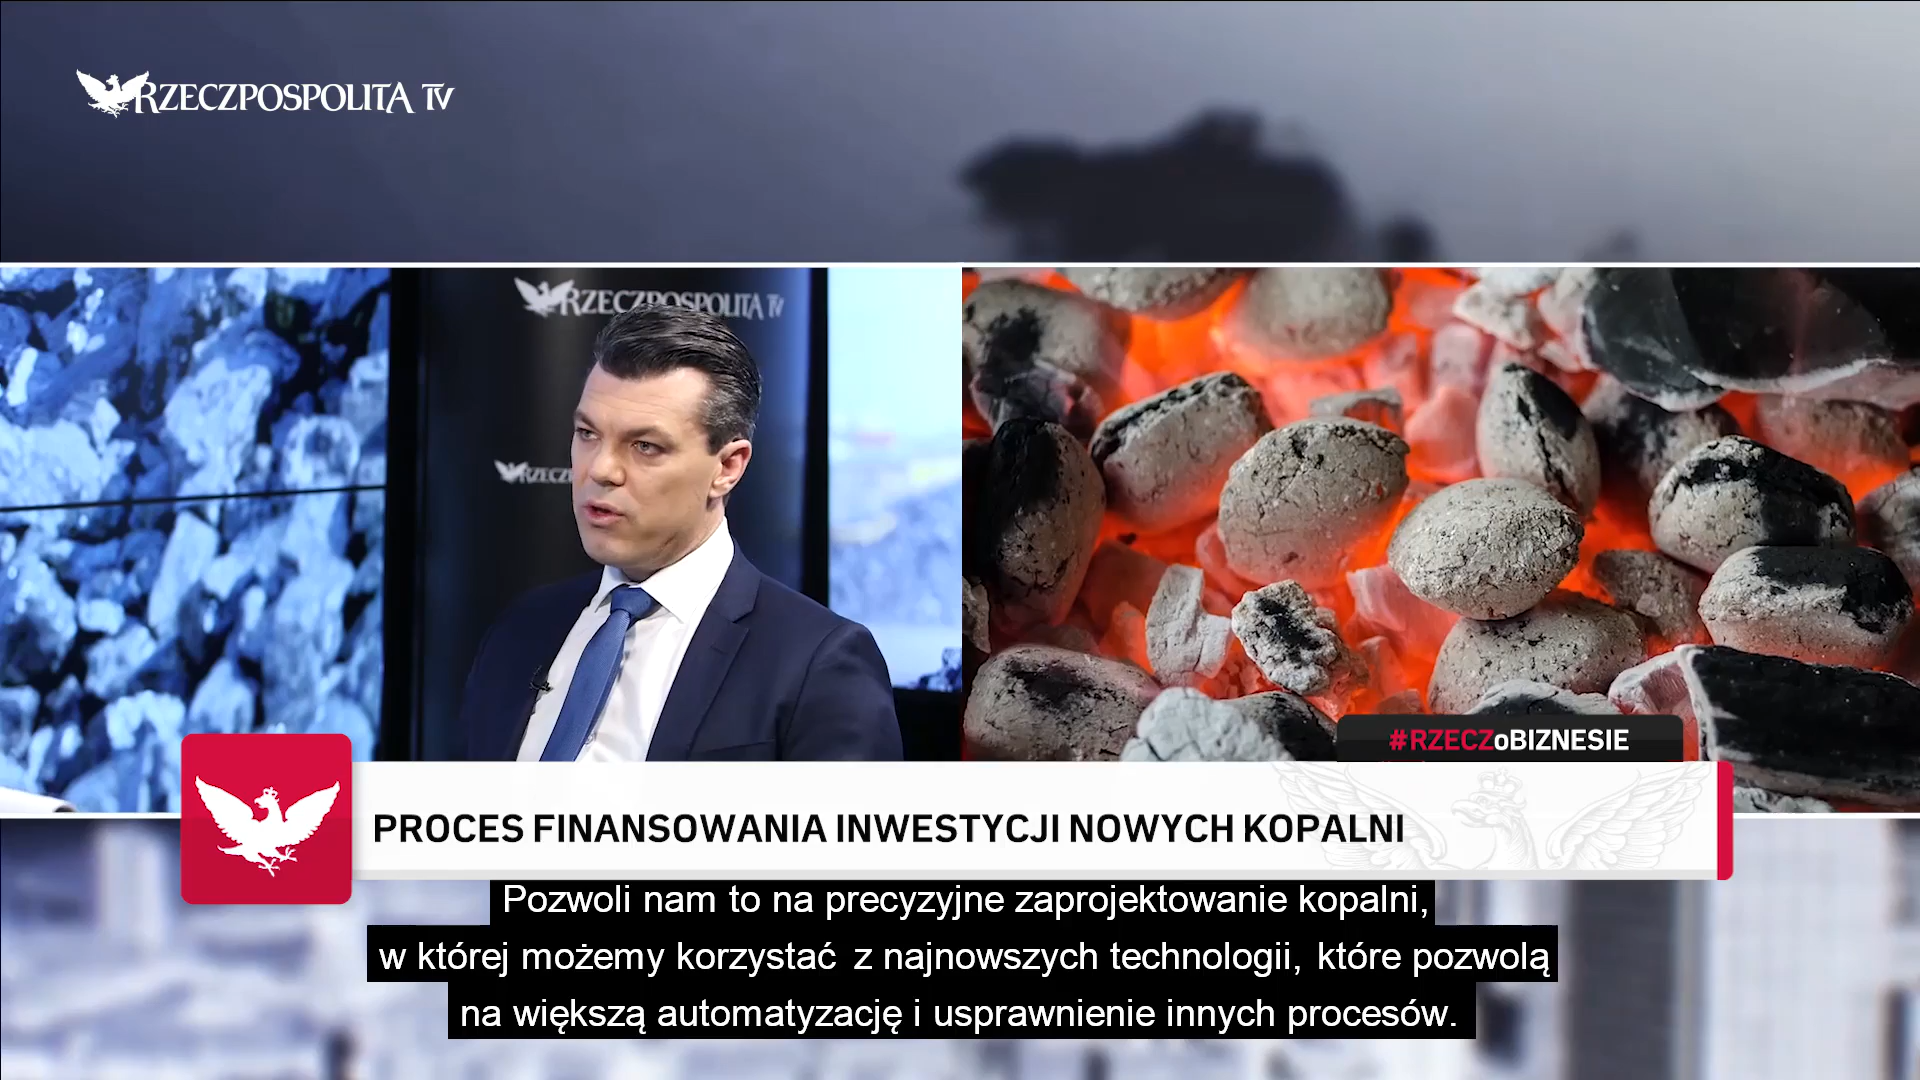 RZECZPOSPOLITA TV
RZECZPOSPOLITA TV
RZECZ
#RZECZoBIZNESIE
PROCES FINANSOWANIA INWESTYCJI NOWYCH KOPALNI
Pozwoli nam to na precyzyjne zaprojektowanie kopalni,
w której możemy korzystać z najnowszych technologii, które pozwolą
na większą automatyzację i usprawnienie innych procesów.